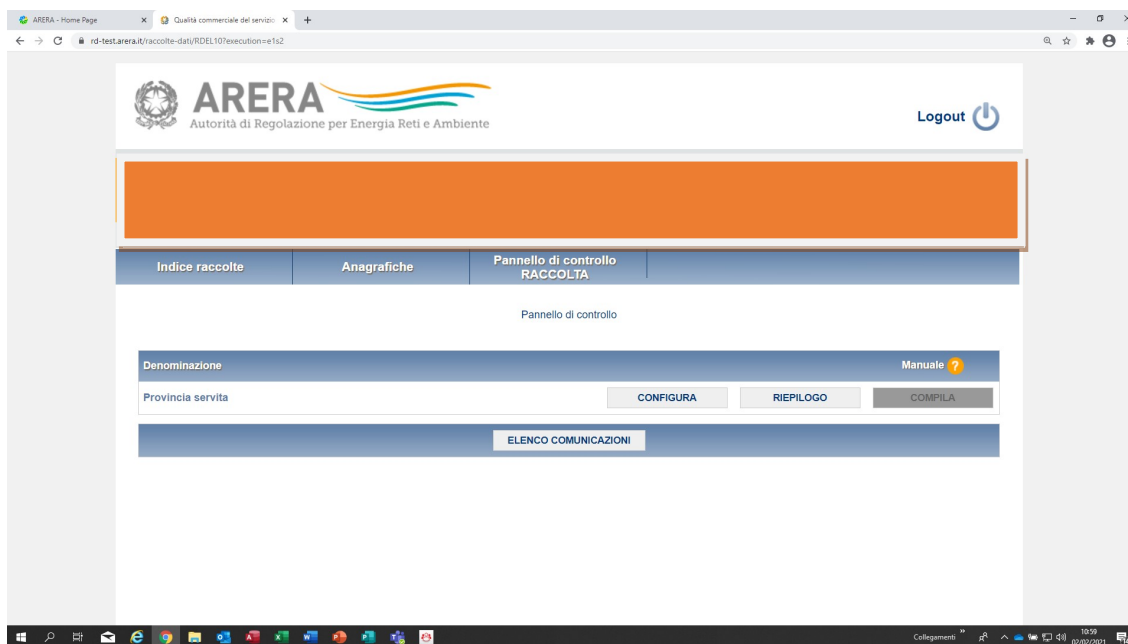 ARERA - Home Page
Qualità commerciale del servizio
rd-test.arera.it/raccolte-dati/RDEL10?execution=e1s2
ARERA
Autorità di Regolazione per Energia Reti e Ambiente
Logout
Indice raccolte
Anagrafiche
Pannello di controllo
RACCOLTA
Pannello di controllo
Denominazione
Manuale ?
Provincia servita
CONFIGURA
RIEPILOGO
COMPILA
ELENCO COMUNICAZIONI
Collegamenti
10:59
02/02/2021